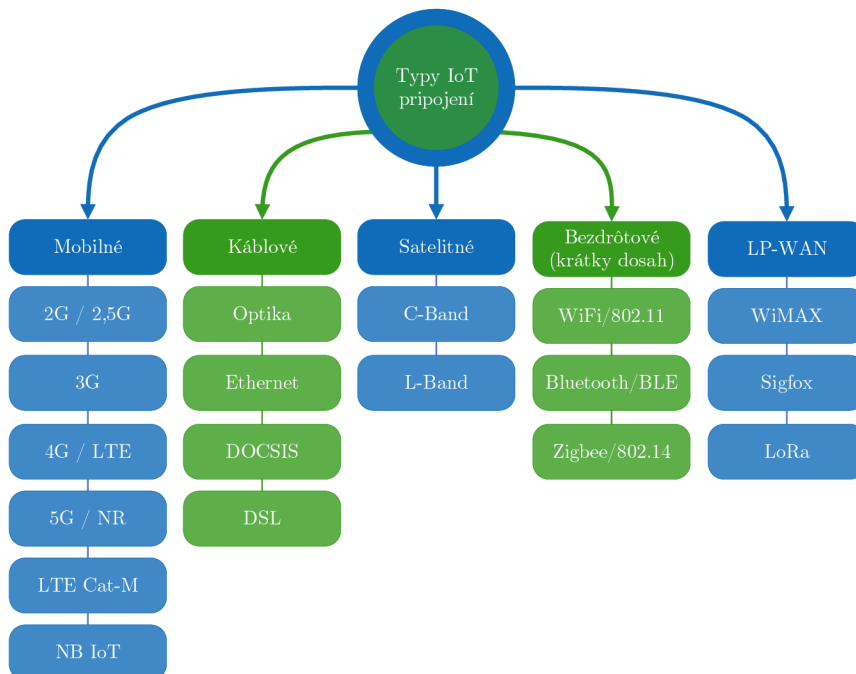 Typy IoT
pripojení
Mobilné
2G / 2,5G
3G
4G / LTE
5G / NR
LTE Cat-M
NB IoT
Káblové
Optika
Ethernet
DOCSIS
DSL
Satelitné
C-Band
L-Band
Bezdrôtové
(krátky dosah)
WiFi/802.11
Bluetooth/BLE
Zigbee/802.14
LP-WAN
WiMAX
Sigfox
LoRa